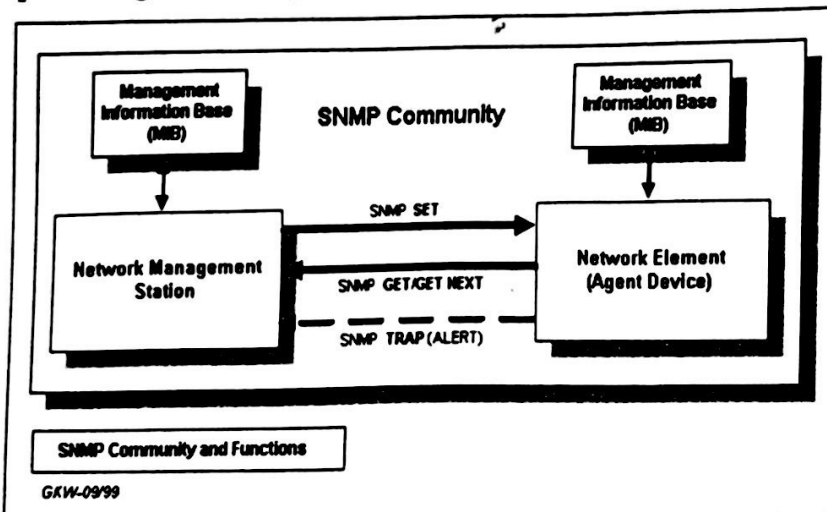 Management
Information Base
(MIB)
SNMP Community
Management
Information Base
(MIB)
SNMP SET
Network Management
Station
Network Element
(Agent Device)
SNMP GET/GET NEXT
SNMP TRAP (ALERT)
SNMP Community and Functions
GKW-09/99